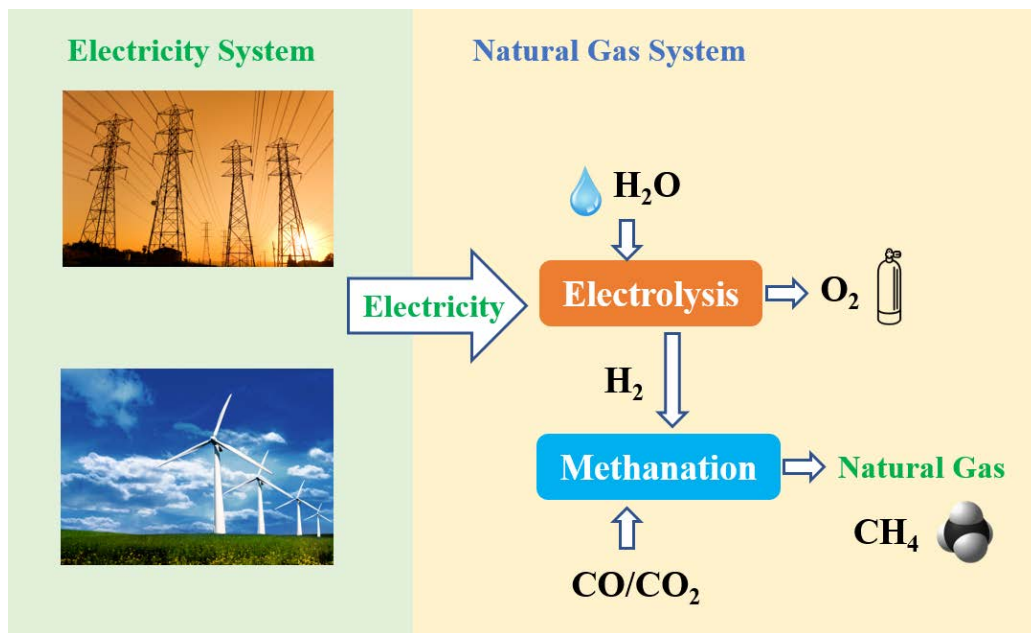 Electricity System
Natural Gas System
H₂O
Electricity
Electrolysis
O₂
H₂
Methanation
Natural Gas
CH₄
CO/CO₂